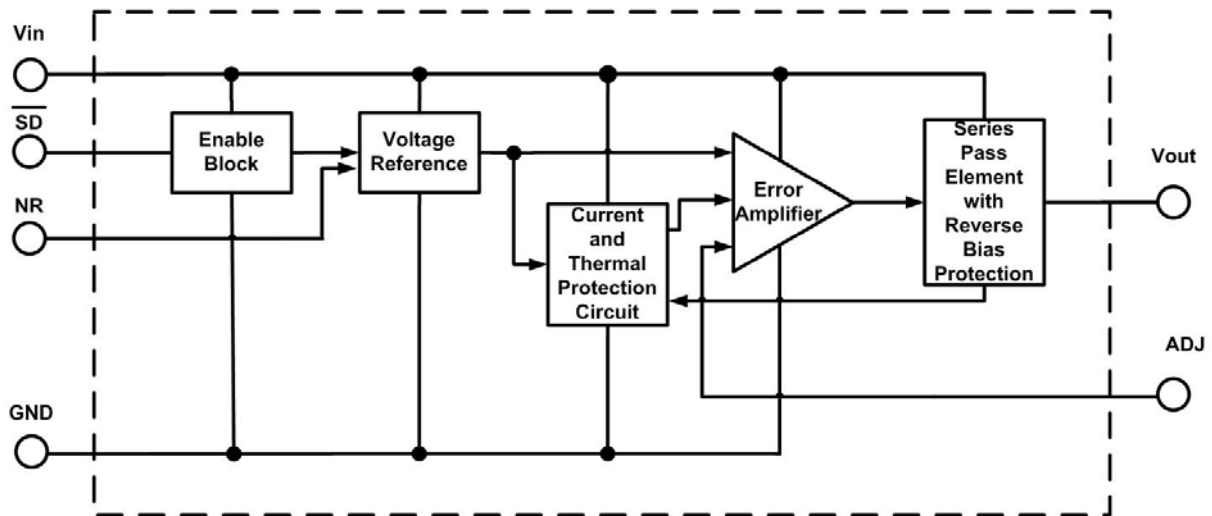 Vin
SD
NR
GND
Enable
Block
Voltage
Reference
Current
and
Thermal
Protection
Circuit
Error
Amplifier
Series
Pass
Element
with
Reverse
Bias
Protection
Vout
ADJ